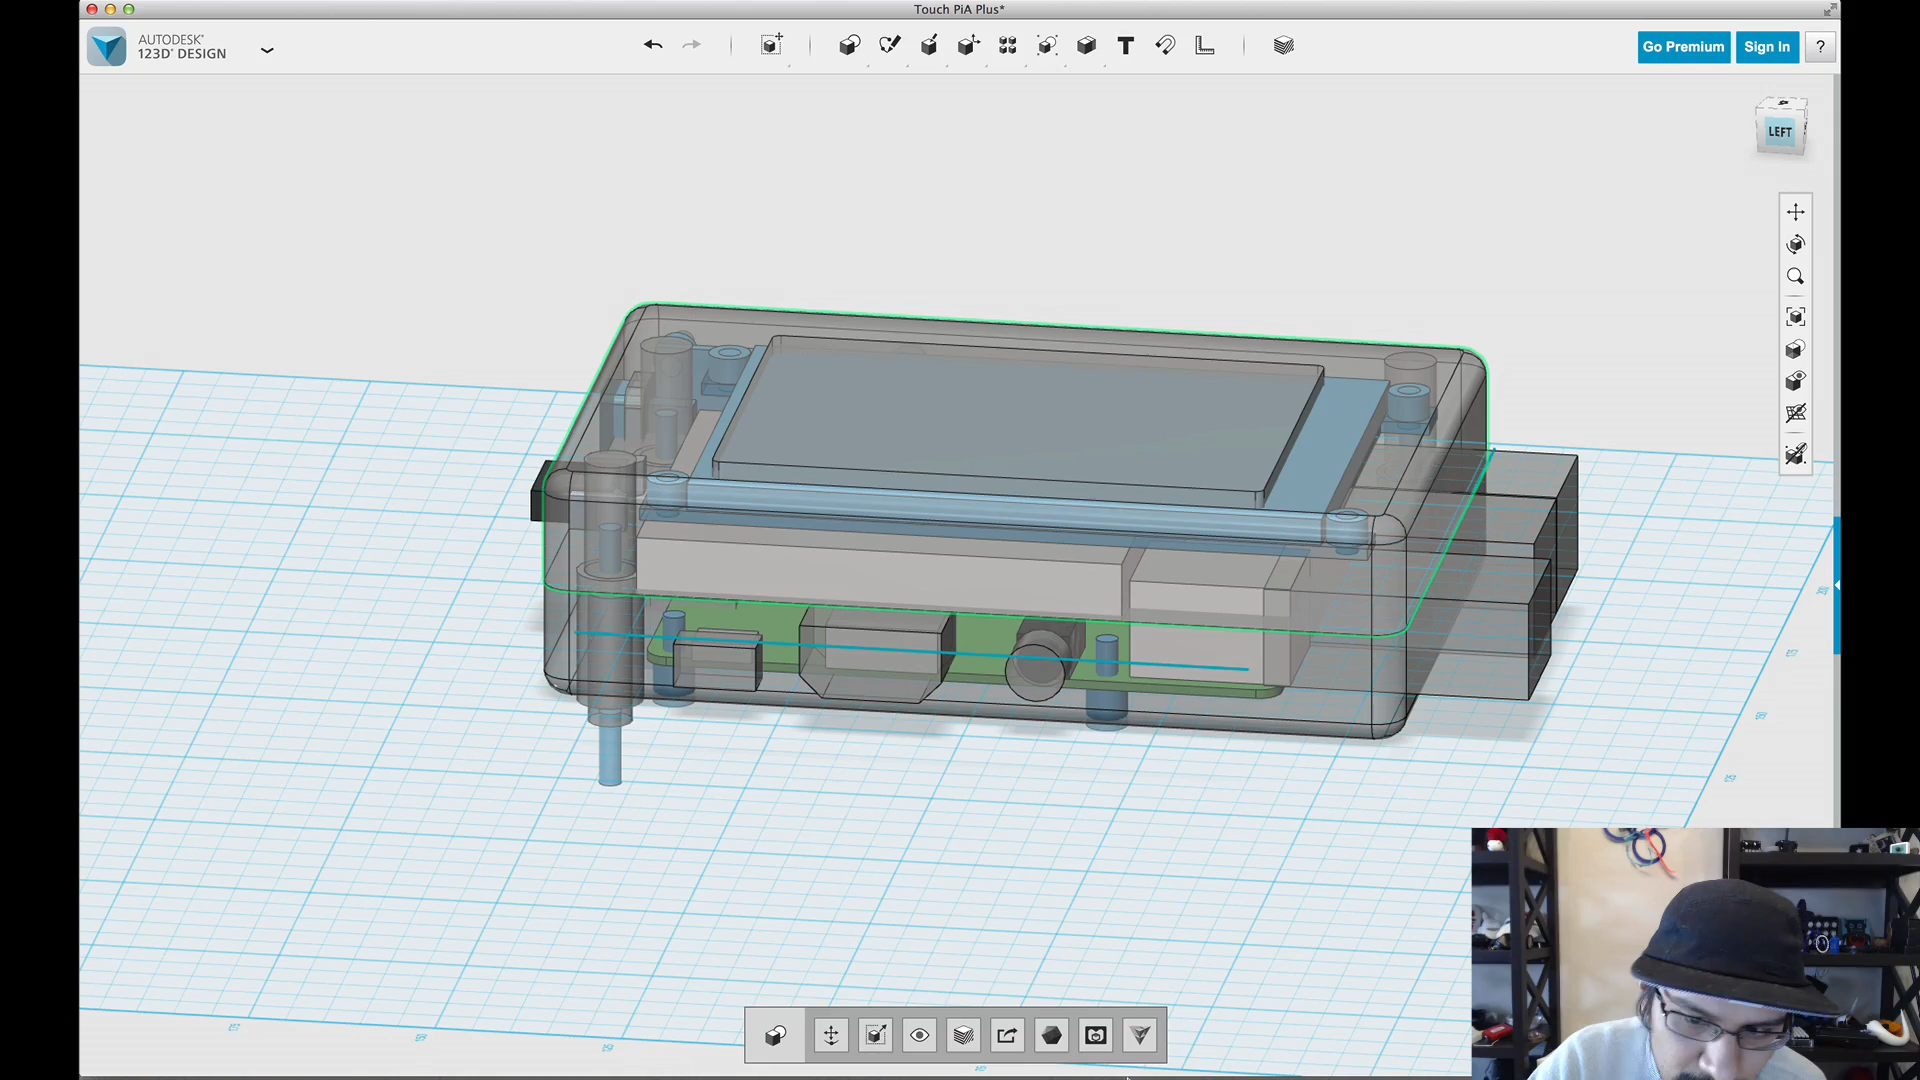 Touch PiA Plus*
AUTODESK®
123D® DESIGN
Go Premium
Sign In
?
LEFT